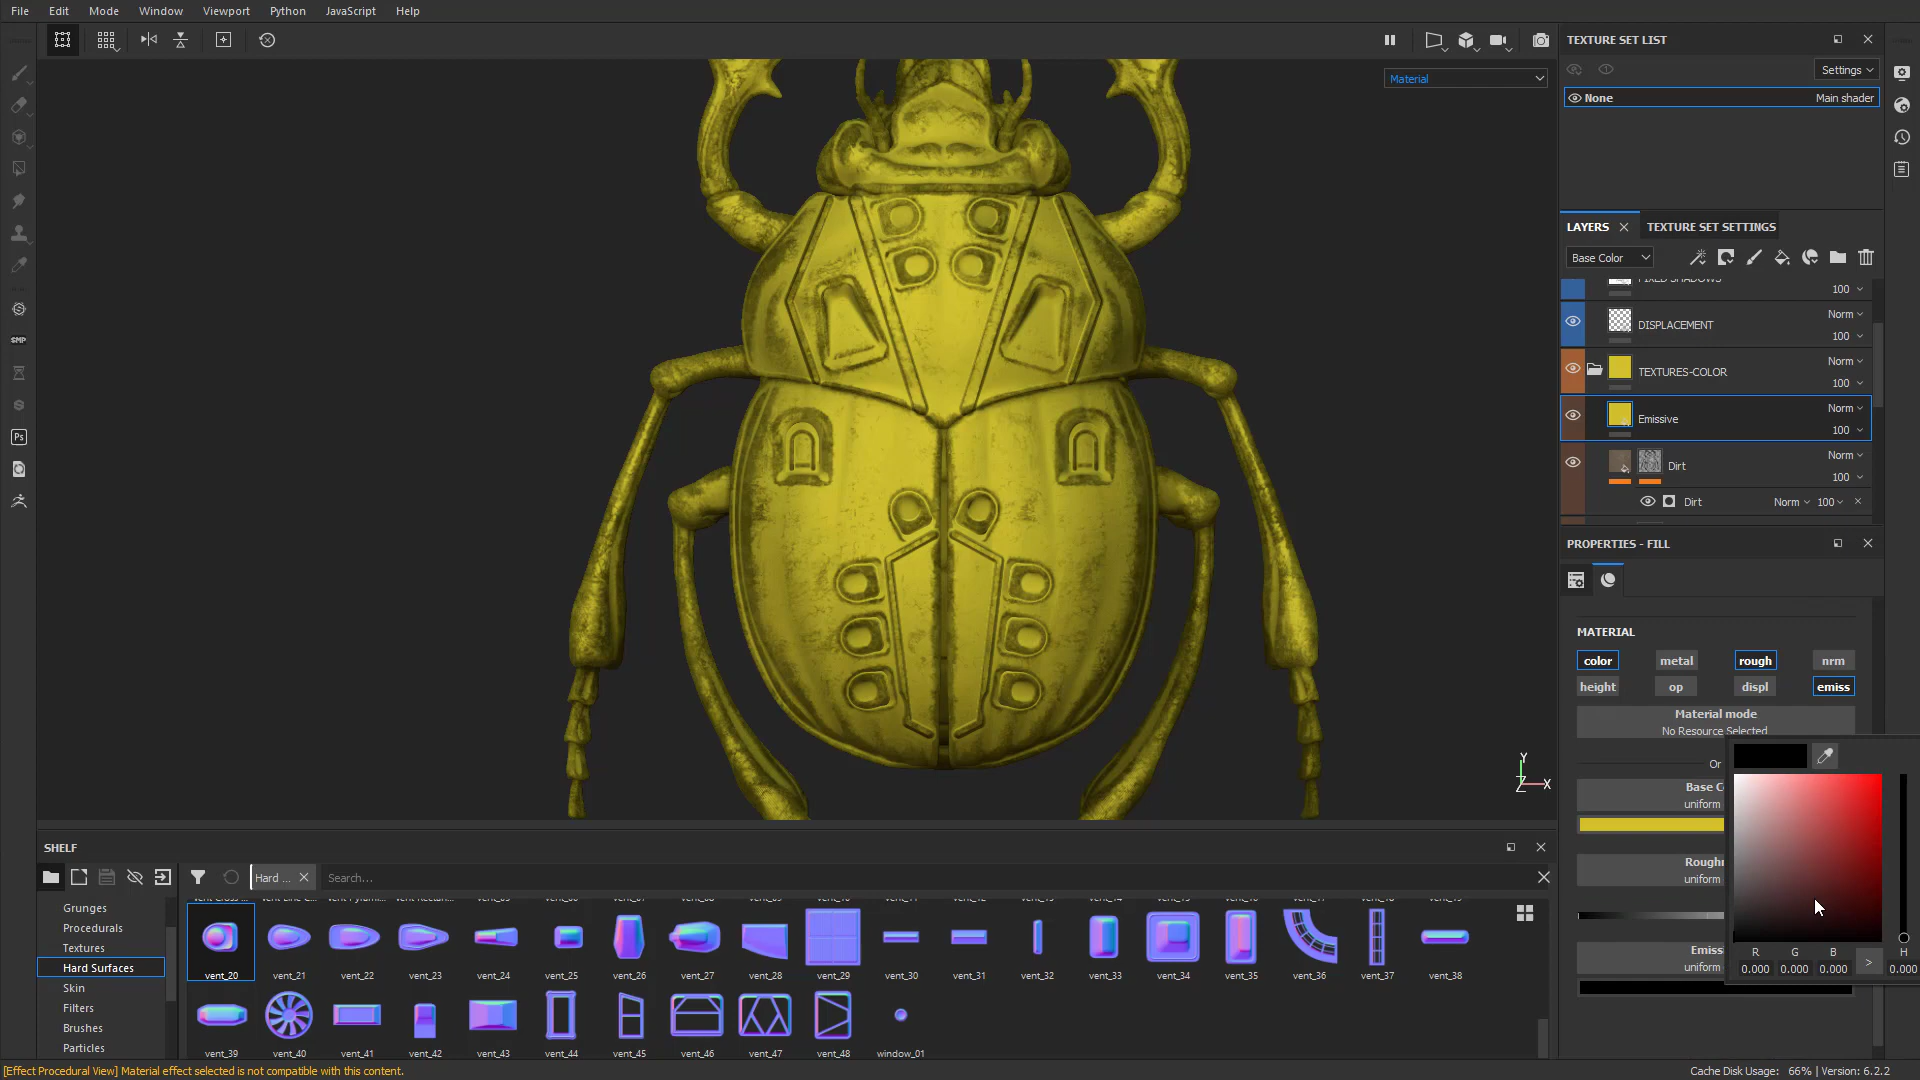 File Edit Mode Window Viewport Python JavaScript Help
TEXTURE SET LIST
Settings
None Main shader
Material
LAYERS TEXTURE SET SETTINGS
Base Color
100
Norm
DISPLACEMENT
100
Norm
TEXTURES-COLOR
100
Norm
Emissive
100
Norm
Dirt
100
Dirt Norm 100
PROPERTIES - FILL
MATERIAL
color metal rough nrm
height op displ emiss
Material mode
No Resource Selected
Or
Base C
uniform
Rough
uniform
Emiss
uniform
R G B H
0.000 0.000 0.000 > 0.000
Y
Z X
SHELF
Hard ... Search...
Grunges
Procedurals
Textures
Hard Surfaces
Skin
Filters
Brushes
Particles
vent_20 vent_21 vent_22 vent_23 vent_24 vent_25 vent_26 vent_27 vent_28 vent_29 vent_30 vent_31 vent_32 vent_33 vent_34 vent_35 vent_36 vent_37 vent_38
vent_39 vent_40 vent_41 vent_42 vent_43 vent_44 vent_45 vent_46 vent_47 vent_48 window_01
SMP
Ps
[Effect Procedural View] Material effect selected is not compatible with this content.
Cache Disk Usage: 66% | Version: 6.2.2